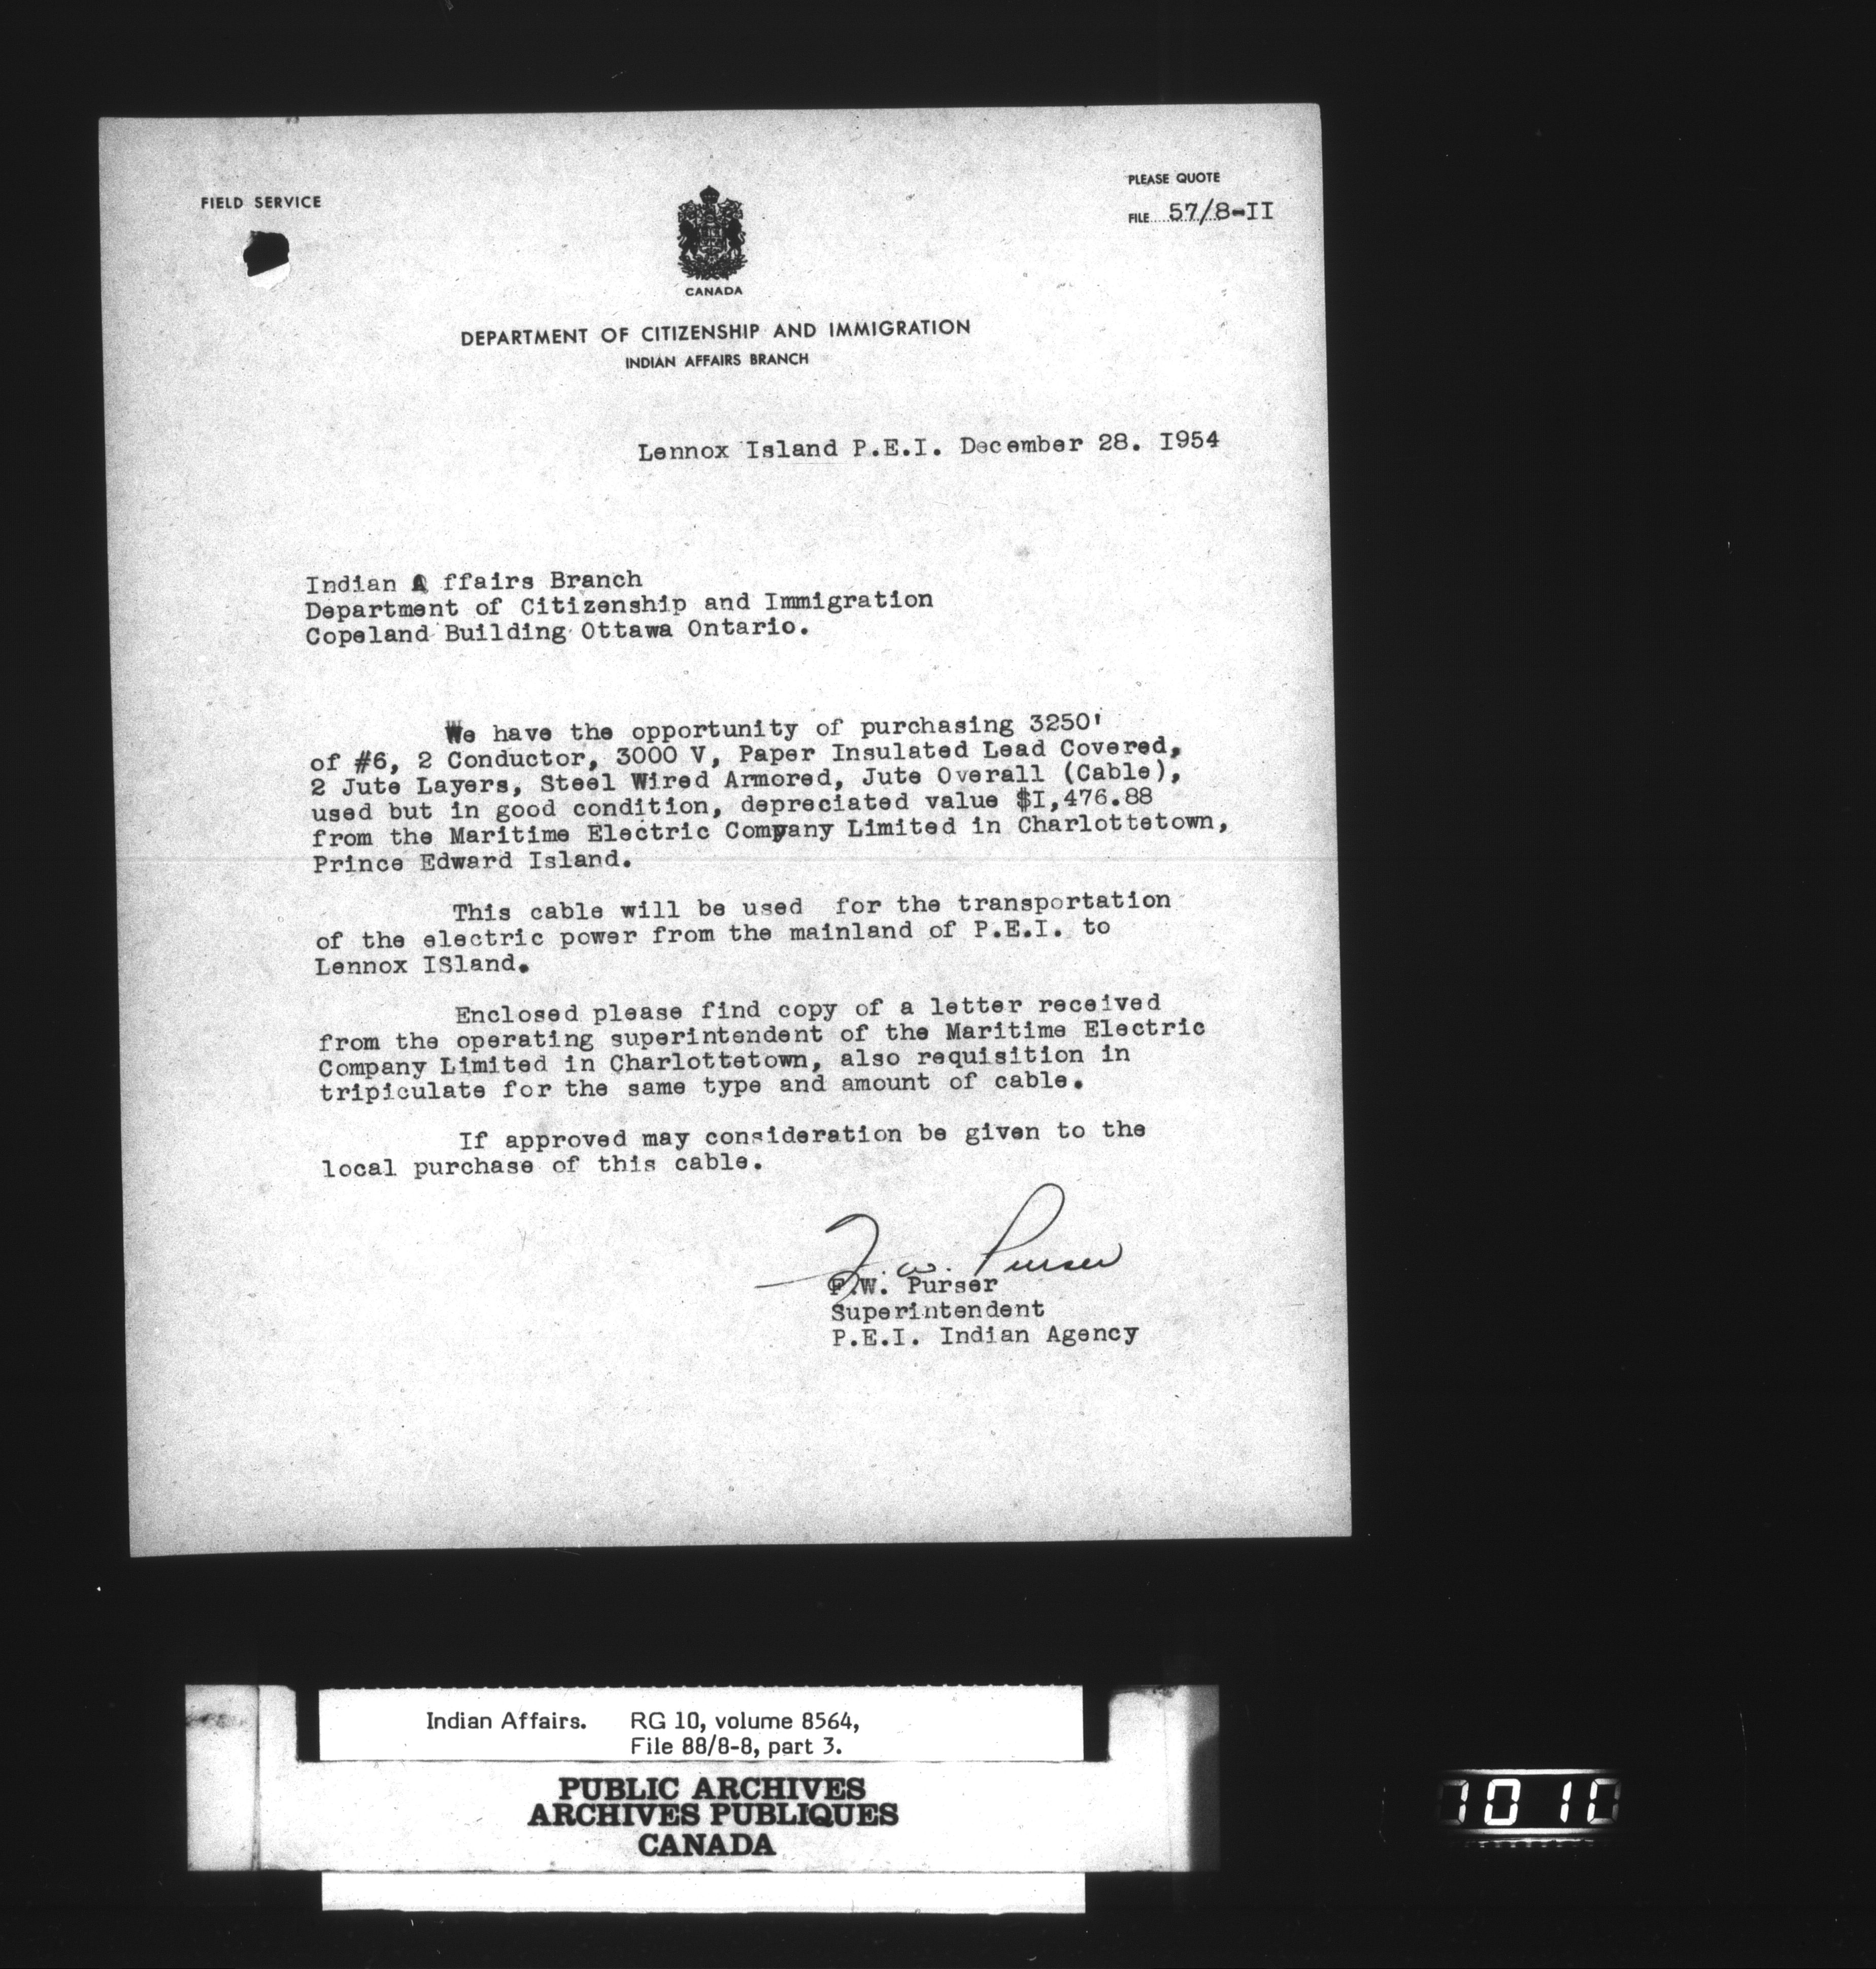 FIELD SERVICE
PLEASE QUOTE
FILE 57/8-II
CANADA
DEPARTMENT OF CITIZENSHIP AND IMMIGRATION
INDIAN AFFAIRS BRANCH
Lennox Island P.E.I. December 28. I954
Indian A ffairs Branch
Department of Citizenship and Immigration
Copeland Building Ottawa Ontario.
We have the opportunity of purchasing 3250'
of #6, 2 Conductor, 3000 V, Paper Insulated Lead Covered,
2 Jute Layers, Steel Wired Armored, Jute Overall (Cable),
used but in good condition, depreciated value $I,476.88
from the Maritime Electric Company Limited in Charlottetown,
Prince Edward Island.
This cable will be used for the transportation
of the electric power from the mainland of P.E.I. to
Lennox ISland.
Enclosed please find copy of a letter received
from the operating superintendent of the Maritime Electric
Company Limited in Charlottetown, also requisition in
tripiculate for the same type and amount of cable.
If approved may consideration be given to the
local purchase of this cable.
F.W. Purser
F.W. Purser
Superintendent
P.E.I. Indian Agency
Indian Affairs. RG 10, volume 8564,
File 88/8-8, part 3.
PUBLIC ARCHIVES
ARCHIVES PUBLIQUES
CANADA
1010